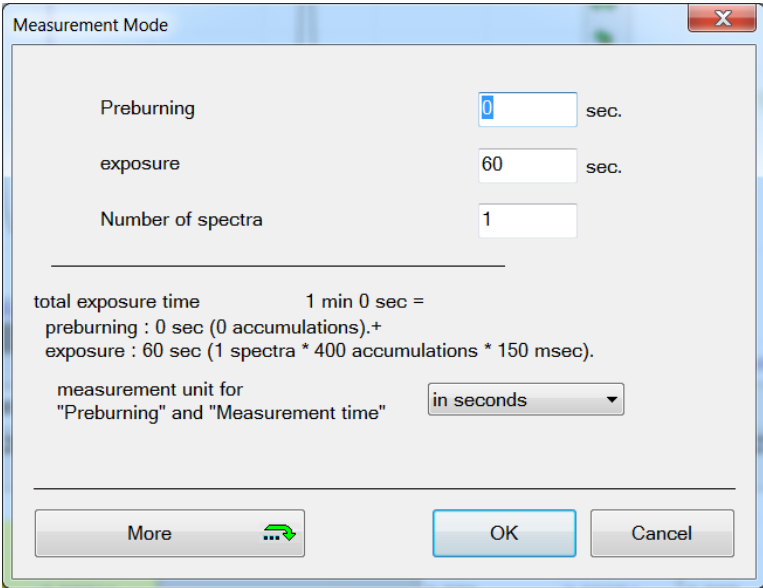 Measurement Mode
Preburning 0 sec.
exposure 60 sec.
Number of spectra 1
total exposure time 1 min 0 sec =
preburning : 0 sec (0 accumulations).+
exposure : 60 sec (1 spectra * 400 accumulations * 150 msec).
measurement unit for
"Preburning" and "Measurement time" in seconds
More OK Cancel